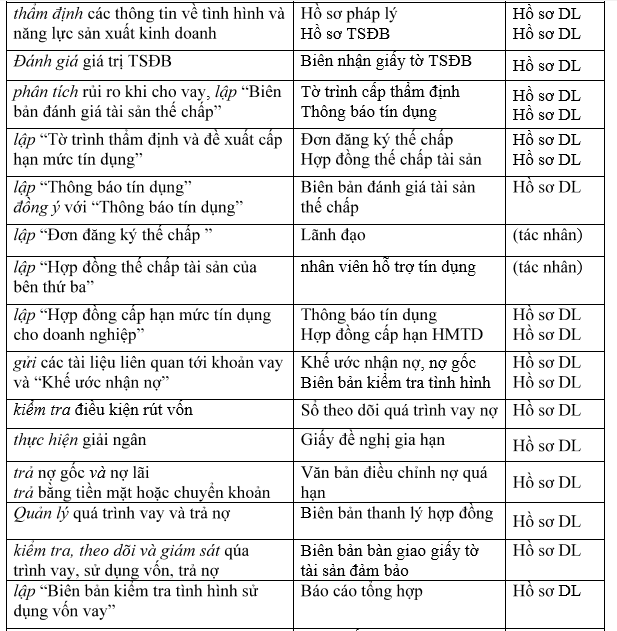 thẩm định các thông tin về tình hình và
năng lực sản xuất kinh doanh
Hồ sơ pháp lý
Hồ sơ TSĐB
Hồ sơ DL
Hồ sơ DL
Đánh giá giá trị TSĐB
Biên nhận giấy tờ TSĐB
Hồ sơ DL
phân tích rủi ro khi cho vay, lập “Biên
bản đánh giá tài sản thế chấp”
Tờ trình cấp thẩm định
Thông báo tín dụng
Hồ sơ DL
Hồ sơ DL
lập “Tờ trình thẩm định và đề xuất cấp
hạn mức tín dụng”
Đơn đăng ký thế chấp
Hợp đồng thế chấp tài sản
Hồ sơ DL
Hồ sơ DL
lập “Thông báo tín dụng”
đồng ý với “Thông báo tín dụng”
Biên bản đánh giá tài sản
thế chấp
Hồ sơ DL
lập “Đơn đăng ký thế chấp ”
Lãnh đạo
(tác nhân)
lập “Hợp đồng thế chấp tài sản của
bên thứ ba”
nhân viên hỗ trợ tín dụng
(tác nhân)
lập “Hợp đồng cấp hạn mức tín dụng
cho doanh nghiệp”
Thông báo tín dụng
Hợp đồng cấp hạn HMTD
Hồ sơ DL
Hồ sơ DL
gửi các tài liệu liên quan tới khoản vay
và “Khế ước nhận nợ”
Khế ước nhận nợ, nợ gốc
Biên bản kiểm tra tình hình
Hồ sơ DL
Hồ sơ DL
kiểm tra điều kiện rút vốn
Sổ theo dõi quá trình vay nợ
Hồ sơ DL
thực hiện giải ngân
Giấy đề nghị gia hạn
Hồ sơ DL
trả nợ gốc và nợ lãi
trả bằng tiền mặt hoặc chuyển khoản
Văn bản điều chỉnh nợ quá
hạn
Hồ sơ DL
Quản lý quá trình vay và trả nợ
Biên bản thanh lý hợp đồng
Hồ sơ DL
kiểm tra, theo dõi và giám sát qúa
trình vay, sử dụng vốn, trả nợ
Biên bản bàn giao giấy tờ
tài sản đảm bảo
Hồ sơ DL
lập “Biên bản kiểm tra tình hình sử
dụng vốn vay”
Báo cáo tổng hợp
Hồ sơ DL